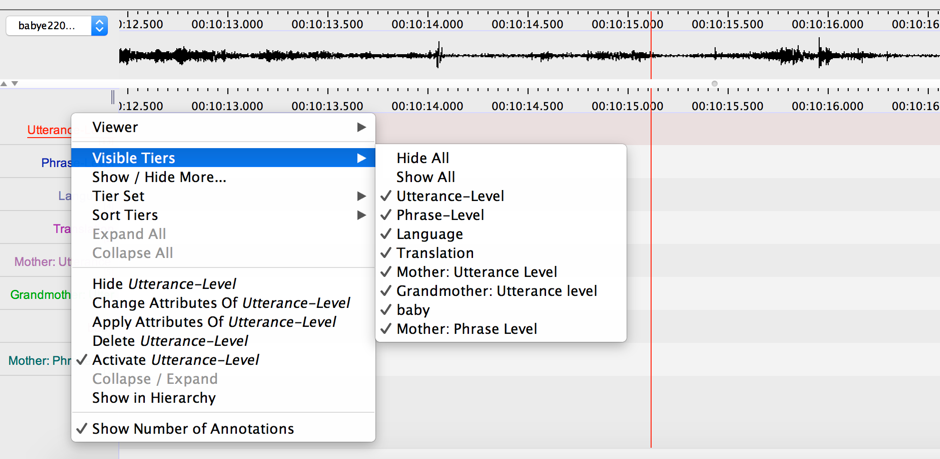 babye220...
):12.500 00:10:13.000 00:10:13.500 00:10:14.000 00:10:14.500 00:10:15.000 00:10:15.500 00:10:16.000 00:10:16
):12.500 00:10:13.000 00:10:13.500 00:10:14.000 00:10:14.500 00:10:15.000 00:10:15.500 00:10:16.000 00:10:16
Utteranc
Phras
La
Tra
Mother: Ut
Grandmoth
Mother: Phr
Viewer
Visible Tiers
Show / Hide More...
Tier Set
Sort Tiers
Expand All
Collapse All
Hide Utterance-Level
Change Attributes Of Utterance-Level
Apply Attributes Of Utterance-Level
Delete Utterance-Level
Activate Utterance-Level
Collapse / Expand
Show in Hierarchy
Show Number of Annotations
Hide All
Show All
Utterance-Level
Phrase-Level
Language
Translation
Mother: Utterance Level
Grandmother: Utterance level
baby
Mother: Phrase Level